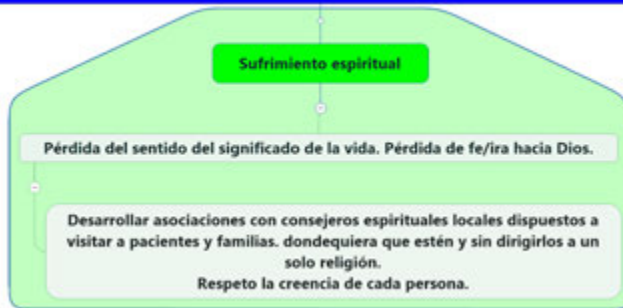 Sufrimiento espiritual
Pérdida del sentido del significado de la vida. Pérdida de fe/ira hacia Dios.
Desarrollar asociaciones con consejeros espirituales locales dispuestos a
visitar a pacientes y familias. dondequiera que estén y sin dirigirlos a un
solo religión.
Respeto la creencia de cada persona.